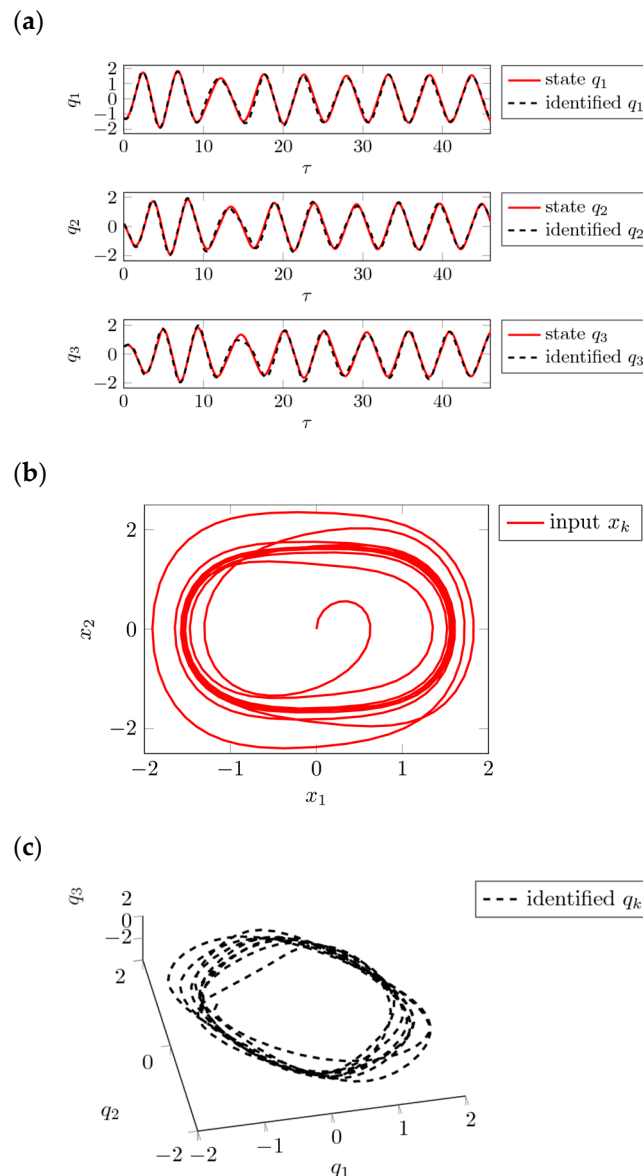 (a)
2
1
0
−1
−2
q1
0
10
20
30
40
τ
state q1
identified q1
2
0
−2
q2
0
10
20
30
40
τ
state q2
identified q2
2
0
−2
q3
0
10
20
30
40
τ
state q3
identified q3
(b)
2
0
−2
x2
−2
−1
0
1
2
x1
input xk
(c)
q3
2
0
−2
2
0
−2
q2
−2
−1
0
1
2
q1
identified qk